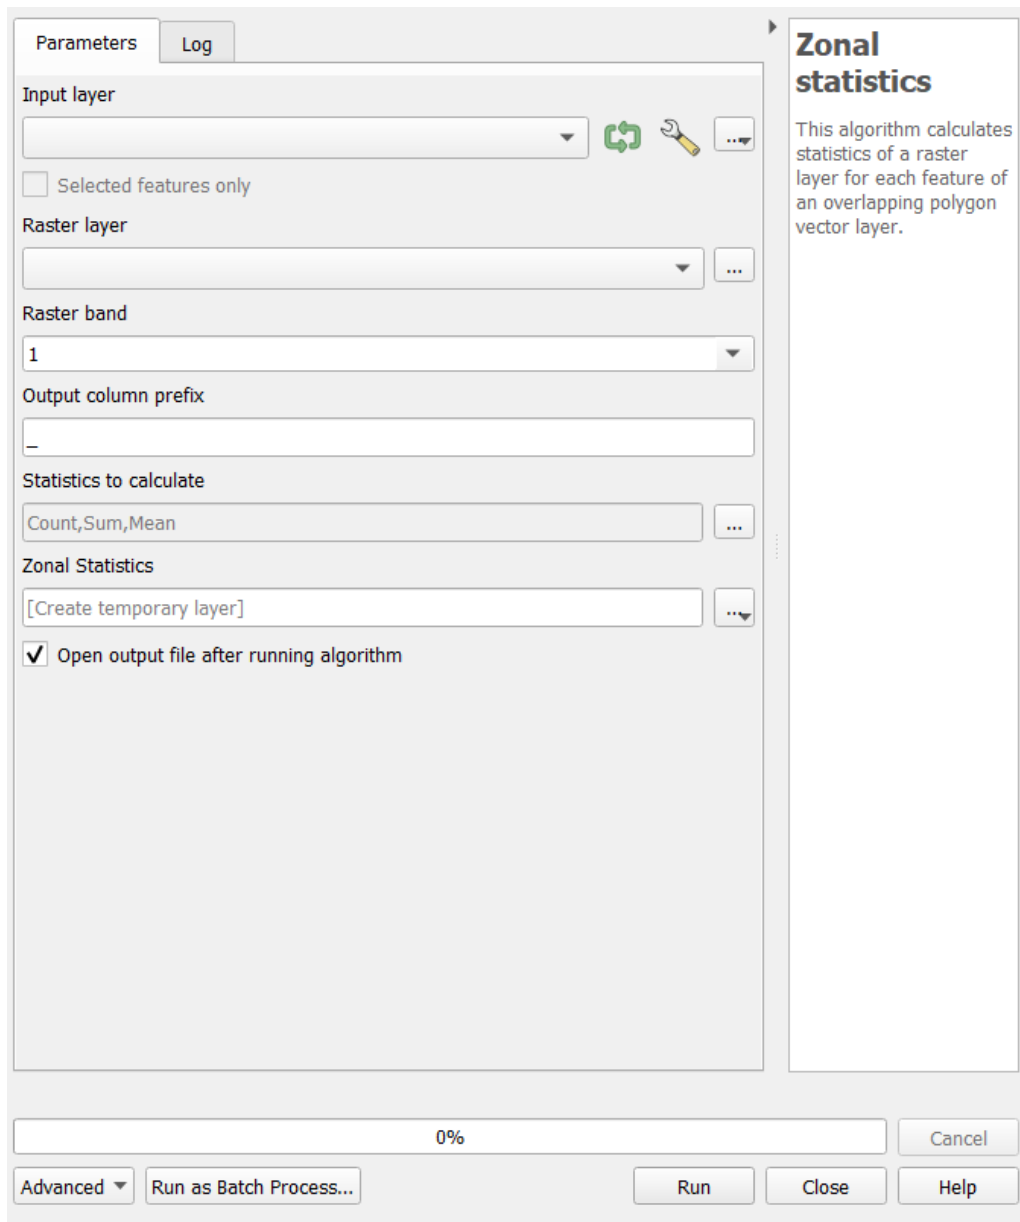 Parameters
Log
Input layer
...
Selected features only
Raster layer
...
Raster band
1
Output column prefix
_
Statistics to calculate
Count,Sum,Mean
...
Zonal Statistics
[Create temporary layer]
...
Open output file after running algorithm
Zonal
statistics
This algorithm calculates
statistics of a raster
layer for each feature of
an overlapping polygon
vector layer.
0%
Cancel
Advanced
Run as Batch Process...
Run
Close
Help